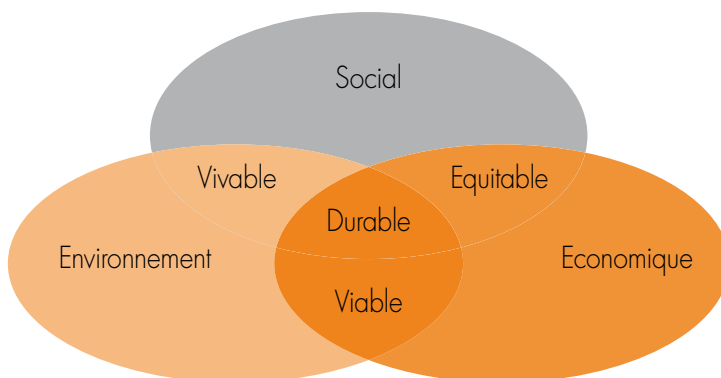 Social
Vivable
Equitable
Durable
Environnement
Economique
Viable